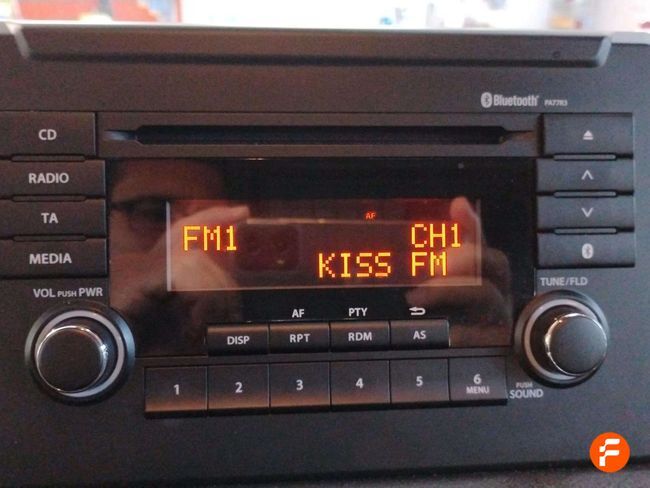 Bluetooth PA77R3
CD
RADIO
TA
MEDIA
AF
FM1 CH1
KISS FM
VOL PUSH PWR
TUNE/FLD
AF PTY
DISP RPT RDM AS
1 2 3 4 5 6 MENU
PUSH SOUND
F